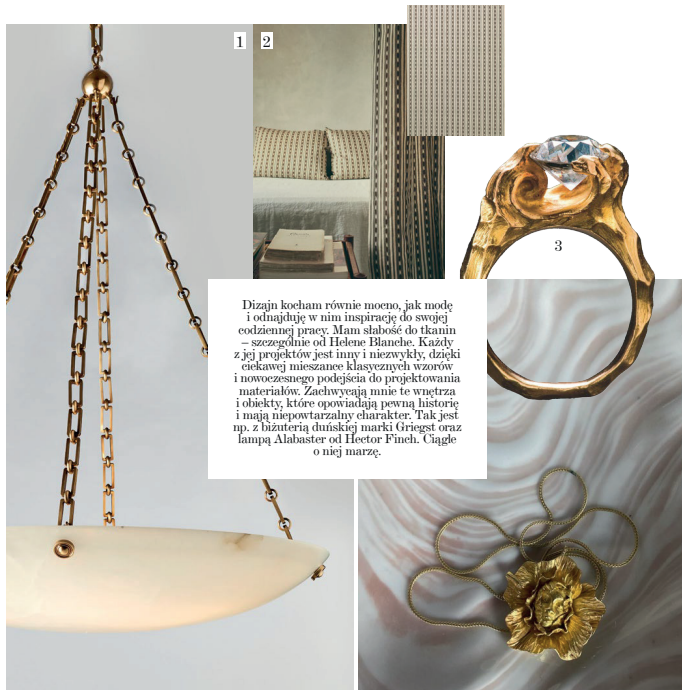 1
2
3
Dizajn kocham równie mocno, jak modę
i odnajduję w nim inspirację do swojej
codziennej pracy. Mam słabość do tkanin
– szczególnie od Helene Blanche. Każdy
z jej projektów jest inny i niezwykły, dzięki
ciekawej mieszance klasycznych wzorów
i nowoczesnego podejścia do projektowania
materiałów. Zachwycają mnie te wnętrza
i obiekty, które opowiadają pewną historię
i mają niepowtarzalny charakter. Tak jest
np. z biżuterią duńskiej marki Griegst oraz
lampą Alabaster od Hector Finch. Ciągle
o niej marzę.